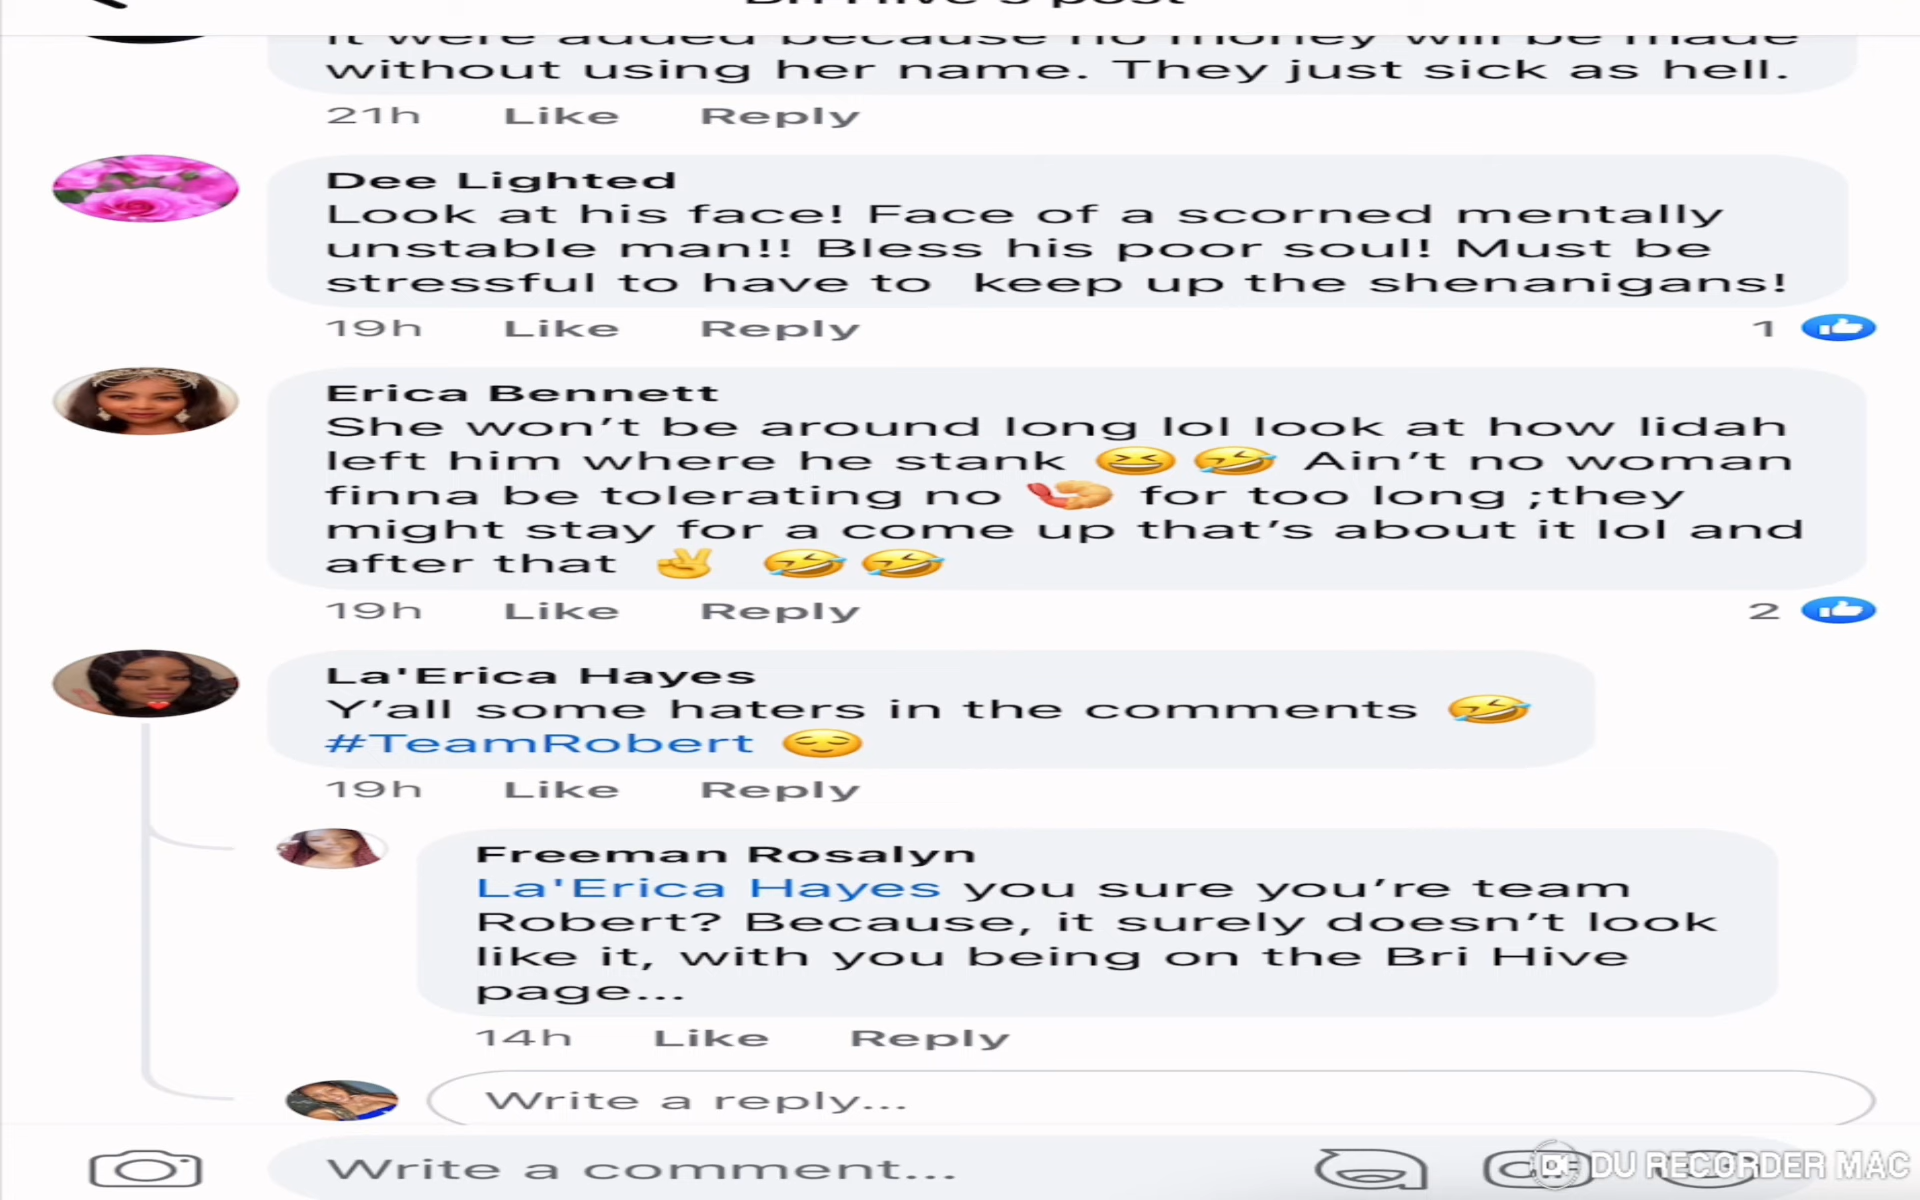 Bri Hive's post
it were added because no money will be made
without using her name. They just sick as hell.
21h Like Reply
Dee Lighted
Look at his face! Face of a scorned mentally
unstable man!! Bless his poor soul! Must be
stressful to have to keep up the shenanigans!
19h Like Reply 1
Erica Bennett
She won't be around long lol look at how lidah
left him where he stank 😆 🤣 Ain't no woman
finna be tolerating no 🍤 for too long ;they
might stay for a come up that's about it lol and
after that ✌️ 🤣 🤣
19h Like Reply 2
La'Erica Hayes
Y'all some haters in the comments 🤣
#TeamRobert 😌
19h Like Reply
Freeman Rosalyn
La'Erica Hayes you sure you're team
Robert? Because, it surely doesn't look
like it, with you being on the Bri Hive
page...
14h Like Reply
Write a reply...
Write a comment...
DU RECORDER MAC